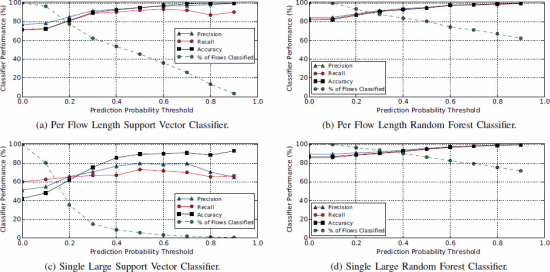 100
80
60
40
20
0
0.0 0.2 0.4 0.6 0.8 1.0
Classifier Performance (%)
Prediction Probability Threshold
Precision
Recall
Accuracy
% of Flows Classified
(a) Per Flow Length Support Vector Classifier.
100
80
60
40
20
0
0.0 0.2 0.4 0.6 0.8 1.0
Classifier Performance (%)
Prediction Probability Threshold
Precision
Recall
Accuracy
% of Flows Classified
(b) Per Flow Length Random Forest Classifier.
100
80
60
40
20
0
0.0 0.2 0.4 0.6 0.8 1.0
Classifier Performance (%)
Prediction Probability Threshold
Precision
Recall
Accuracy
% of Flows Classified
(c) Single Large Support Vector Classifier.
100
80
60
40
20
0
0.0 0.2 0.4 0.6 0.8 1.0
Classifier Performance (%)
Prediction Probability Threshold
Precision
Recall
Accuracy
% of Flows Classified
(d) Single Large Random Forest Classifier.